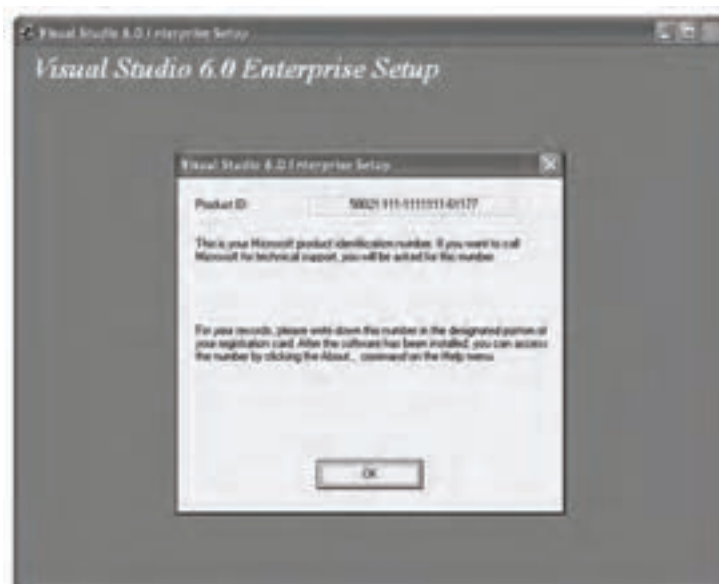 Visual Studio 6.0 Enterprise Setup
Visual Studio 6.0 Enterprise Setup
Visual Studio 6.0 Enterprise Setup
Product ID:
This is your Microsoft product identification number. If you want to call
Microsoft for technical support, you will be asked for this number.
For your records, please write down this number in the designated portion of
your registration card. After the software has been installed, you can access
the number by clicking the About... command on the Help menu.
OK